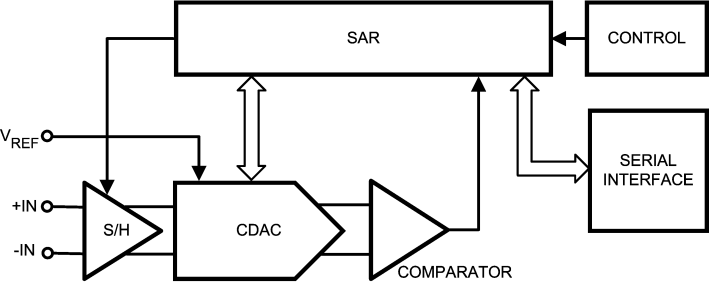 SAR
CONTROL
VREF
SERIAL
INTERFACE
+IN
S/H
CDAC
-IN
COMPARATOR